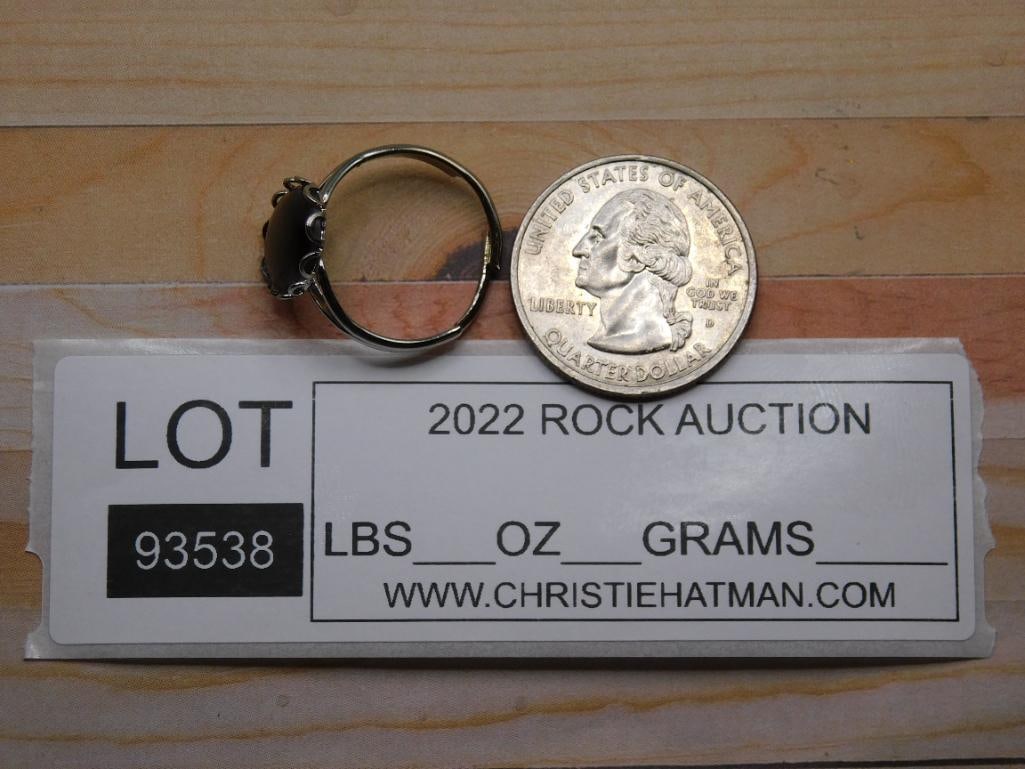 UNITED STATES OF AMERICA
LIBERTY
IN
GOD WE
TRUST
D
QUARTER DOLLAR
LOT
93538
2022 ROCK AUCTION
LBS___OZ___GRAMS_____
WWW.CHRISTIEHATMAN.COM